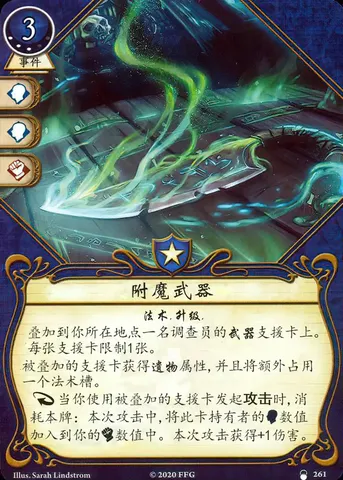 3
事件
附魔武器
法术.升级.
叠加到你所在地点一名调查员的武器支援卡上。
每张支援卡限制1张。
被叠加的支援卡获得遗物属性,并且将额外占用
一个法术槽。
当你使用被叠加的支援卡发起攻击时,消
耗本牌:本次攻击中,将此卡持有者的数值
加入到你的数值中。本次攻击获得+1伤害。
Illus. Sarah Lindstrom
© 2020 FFG
261